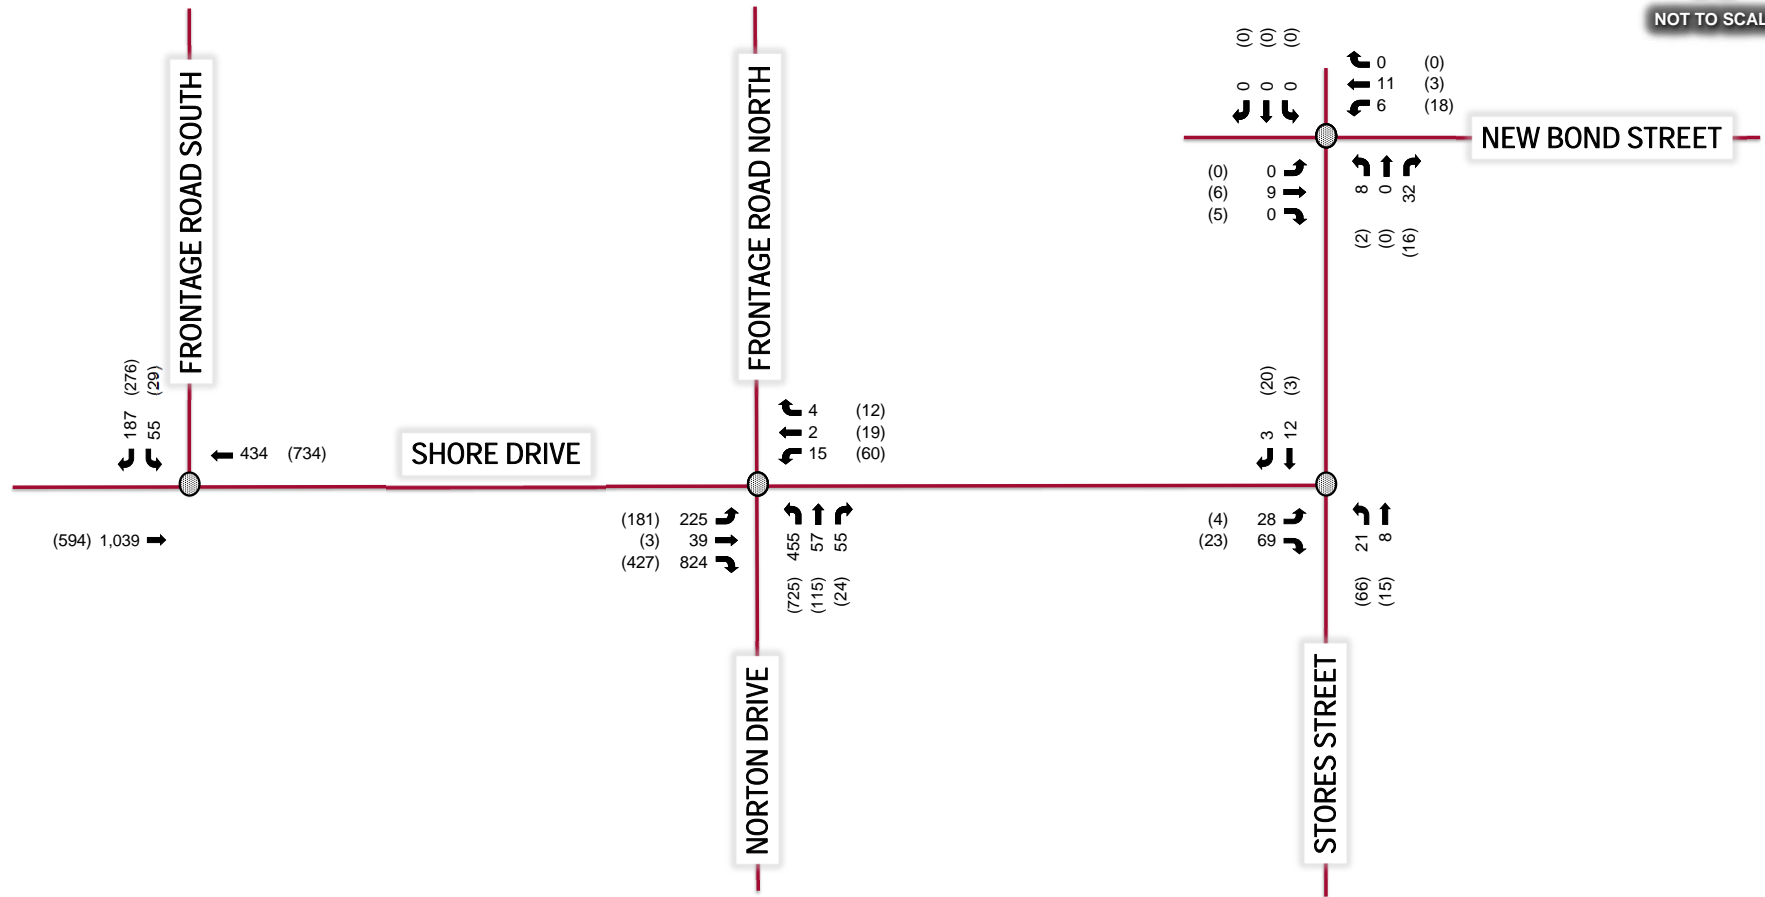 NOT TO SCAL
FRONTAGE ROAD SOUTH
FRONTAGE ROAD NORTH
(0) (0) (0)
0 0 0
0 (0)
11 (3)
6 (18)
NEW BOND STREET
(0) 0
(6) 9
(5) 0
8 0 32
(2) (0) (16)
(276) (29)
187 55
434 (734)
SHORE DRIVE
4 (12)
2 (19)
15 (60)
(20) (3)
3 12
(594) 1,039
(181) 225
(3) 39
(427) 824
455 57 55
(725) (115) (24)
(4) 28
(23) 69
21 8
(66) (15)
NORTON DRIVE
STORES STREET